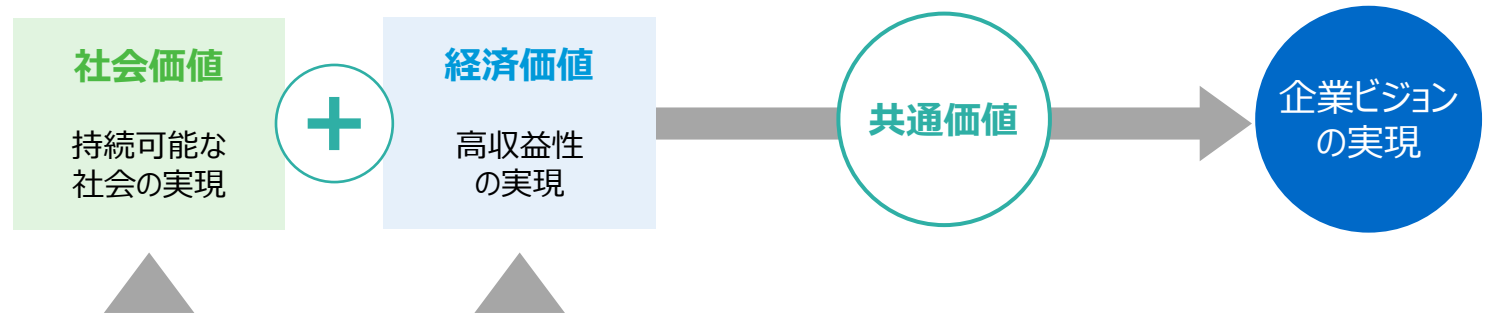 社会価値
持続可能な
社会の実現
+
経済価値
高収益性
の実現
共通価値
企業ビジョン
の実現